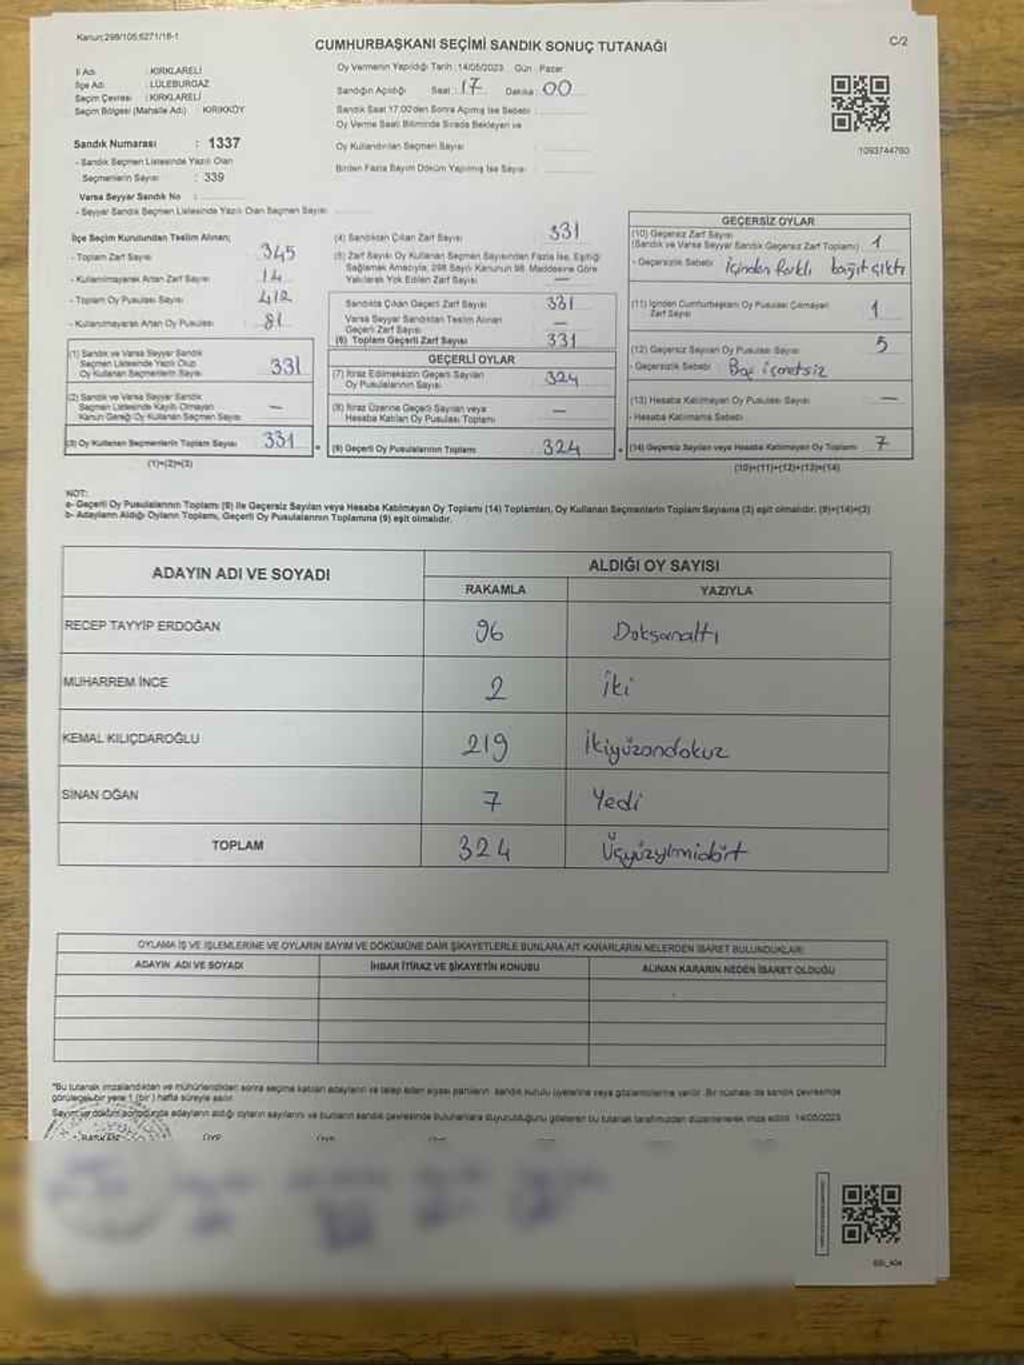 Kanun:298/105;6271/16-1
CUMHURBAŞKANI SEÇİMİ SANDIK SONUÇ TUTANAĞI
C/2
İl Adı : KIRKLARELİ
İlçe Adı : LÜLEBURGAZ
Seçim Çevresi : KIRKLARELİ
Seçim Bölgesi (Mahalle Adı) : KIRIKKÖY
Sandık Numarası : 1337
- Sandık Seçmen Listesinde Yazılı Olan
Seçmenlerin Sayısı : 339
Varsa Seyyar Sandık No :
- Seyyar Sandık Seçmen Listesinde Yazılı Olan Seçmen Sayısı
Oy Vermenin Yapıldığı Tarih :14/05/2023 Gün : Pazar
Sandığın Açıldığı Saat : 17 Dakika : 00
Sandık Saat 17.00'den Sonra Açılmış İse Sebebi :
Oy Verme Saati Bitiminde Sırada Bekleyen ve
Oy Kullandırılan Seçmen Sayısı :
Birden Fazla Sayım Döküm Yapılmış İse Sayısı :
1093744760
İlçe Seçim Kurulundan Teslim Alınan;
- Toplam Zarf Sayısı 345
- Kullanılmayarak Artan Zarf Sayısı 14
- Toplam Oy Pusulası Sayısı 412
- Kullanılmayarak Artan Oy Pusulası 81
(1) Sandık ve Varsa Seyyar Sandık
Seçmen Listesinde Yazılı Olup
Oy Kullanan Seçmenlerin Sayısı 331
(2) Sandık ve Varsa Seyyar Sandık
Seçmen Listesinde Kayıtlı Olmayan
Kanun Gereği Oy Kullanan Seçmen Sayısı —
(3) Oy Kullanan Seçmenlerin Toplam Sayısı 331
(1)+(2)=(3)
(4) Sandıktan Çıkan Zarf Sayısı 331
(5) Zarf Sayısı Oy Kullanan Seçmen Sayısından Fazla İse, Eşitliği
Sağlamak Amacıyla, 298 Sayılı Kanunun 98. Maddesine Göre
Yakılarak Yok Edilen Zarf Sayısı —
Sandıkta Çıkan Geçerli Zarf Sayısı 331
Varsa Seyyar Sandıktan Teslim Alınan
Geçerli Zarf Sayısı —
(6) Toplam Geçerli Zarf Sayısı 331
GEÇERLİ OYLAR
(7) İtiraz Edilmeksizin Geçerli Sayılan
Oy Pusulalarının Sayısı 324
(8) İtiraz Üzerine Geçerli Sayılan veya
Hesaba Katılan Oy Pusulası Toplamı —
(9) Geçerli Oy Pusulalarının Toplamı 324
GEÇERSİZ OYLAR
(10) Geçersiz Zarf Sayısı
(Sandık ve Varsa Seyyar Sandık Geçersiz Zarf Toplamı) 1
- Geçersizlik Sebebi İçinden farklı kağıt çıktı
(11) İçinden Cumhurbaşkanı Oy Pusulası Çıkmayan
Zarf Sayısı 1
(12) Geçersiz Sayılan Oy Pusulası Sayısı 5
- Geçersizlik Sebebi
(13) Hesaba Katılmayan Oy Pusulası Sayısı —
- Hesaba Katılmama Sebebi
(14) Geçersiz Sayılan veya Hesaba Katılmayan Oy Toplamı 7
(10)+(11)+(12)+(13)=(14)
NOT:
a- Geçerli Oy Pusulalarının Toplamı (9) ile Geçersiz Sayılan veya Hesaba Katılmayan Oy Toplamı (14) Toplamları, Oy Kullanan Seçmenlerin Toplam Sayısına (3) eşit olmalıdır. (9)+(14)=(3)
b- Adayların Aldığı Oyların Toplamı, Geçerli Oy Pusulalarının Toplamına (9) eşit olmalıdır.
ADAYIN ADI VE SOYADI
ALDIĞI OY SAYISI
RAKAMLA YAZIYLA
RECEP TAYYİP ERDOĞAN 96 Doksanaltı
MUHARREM İNCE 2 İki
KEMAL KILIÇDAROĞLU 219 İkiyüzondokuz
SİNAN OĞAN 7 Yedi
TOPLAM 324 Üçyüzyirmidört
OYLAMA İŞ VE İŞLEMLERİNE VE OYLARIN SAYIM VE DÖKÜMÜNE DAİR ŞİKAYETLERLE BUNLARA AİT KARARLARIN NELERDEN İBARET BULUNDUKLARI
ADAYIN ADI VE SOYADI İHBAR İTİRAZ VE ŞİKAYETİN KONUSU ALINAN KARARIN NEDEN İBARET OLDUĞU
*Bu tutanak imzalandıktan ve mühürlendikten sonra seçime katılan adayların ve talep eden siyasi partilerin, sandık kurulu üyelerine veya gözlemcilerine verilir. Bir nüshası da sandık çevresinde
görülecek bir yere 1 (bir) hafta süreyle asılır.
Sayım ve döküm sonucunda adayların aldığı oyların sayılarını ve bunların sandık çevresinde bulunanlara duyurulduğunu gösteren bu tutanak tarafımızdan düzenlenerek imza edildi. 14/05/2023